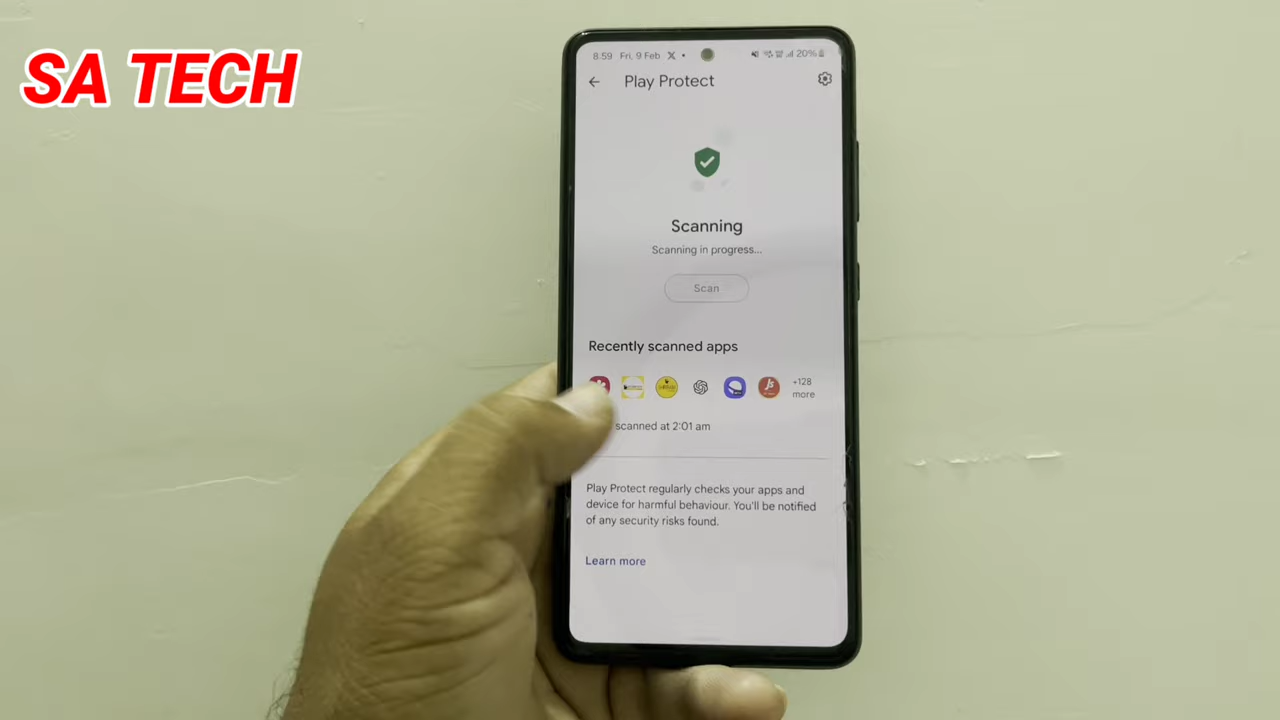 SA TECH
8:59 Fri, 9 Feb X • 20%
Play Protect
Scanning
Scanning in progress...
Scan
Recently scanned apps
+128
more
scanned at 2:01 am
Play Protect regularly checks your apps and
device for harmful behaviour. You'll be notified
of any security risks found.
Learn more